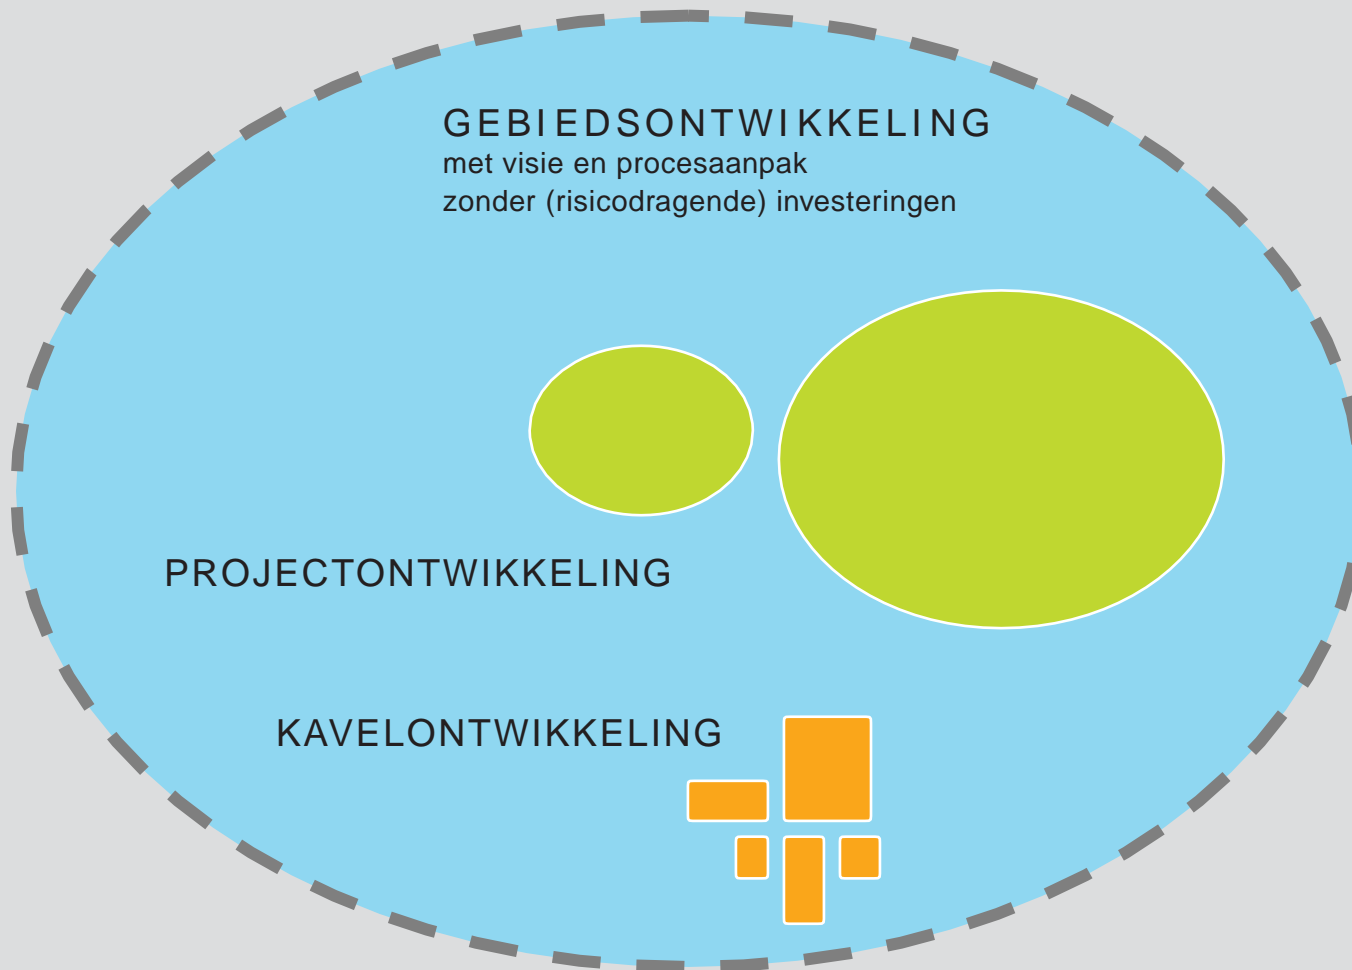 GEBIEDSONTWIKKELING
met visie en procesaanpak
zonder (risicodragende) investeringen
PROJECTONTWIKKELING
KAVELONTWIKKELING